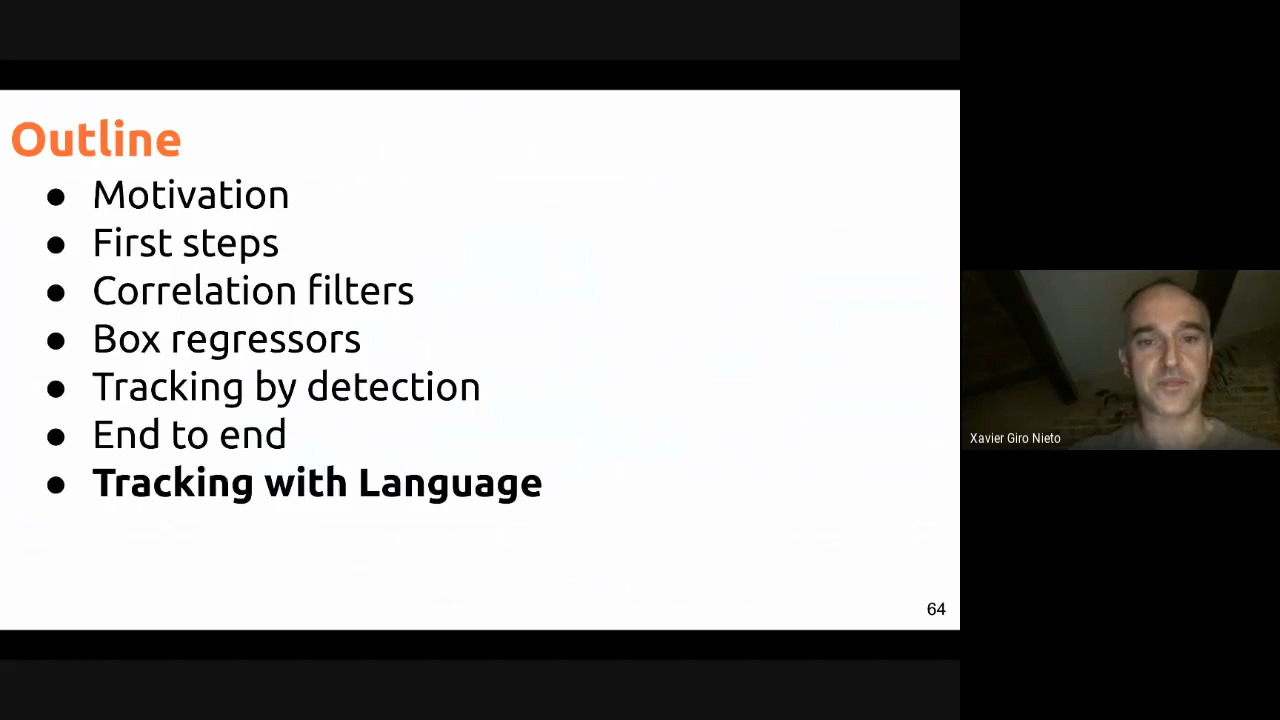 Outline
● Motivation
● First steps
● Correlation filters
● Box regressors
● Tracking by detection
● End to end
● Tracking with Language
64
Xavier Giro Nieto